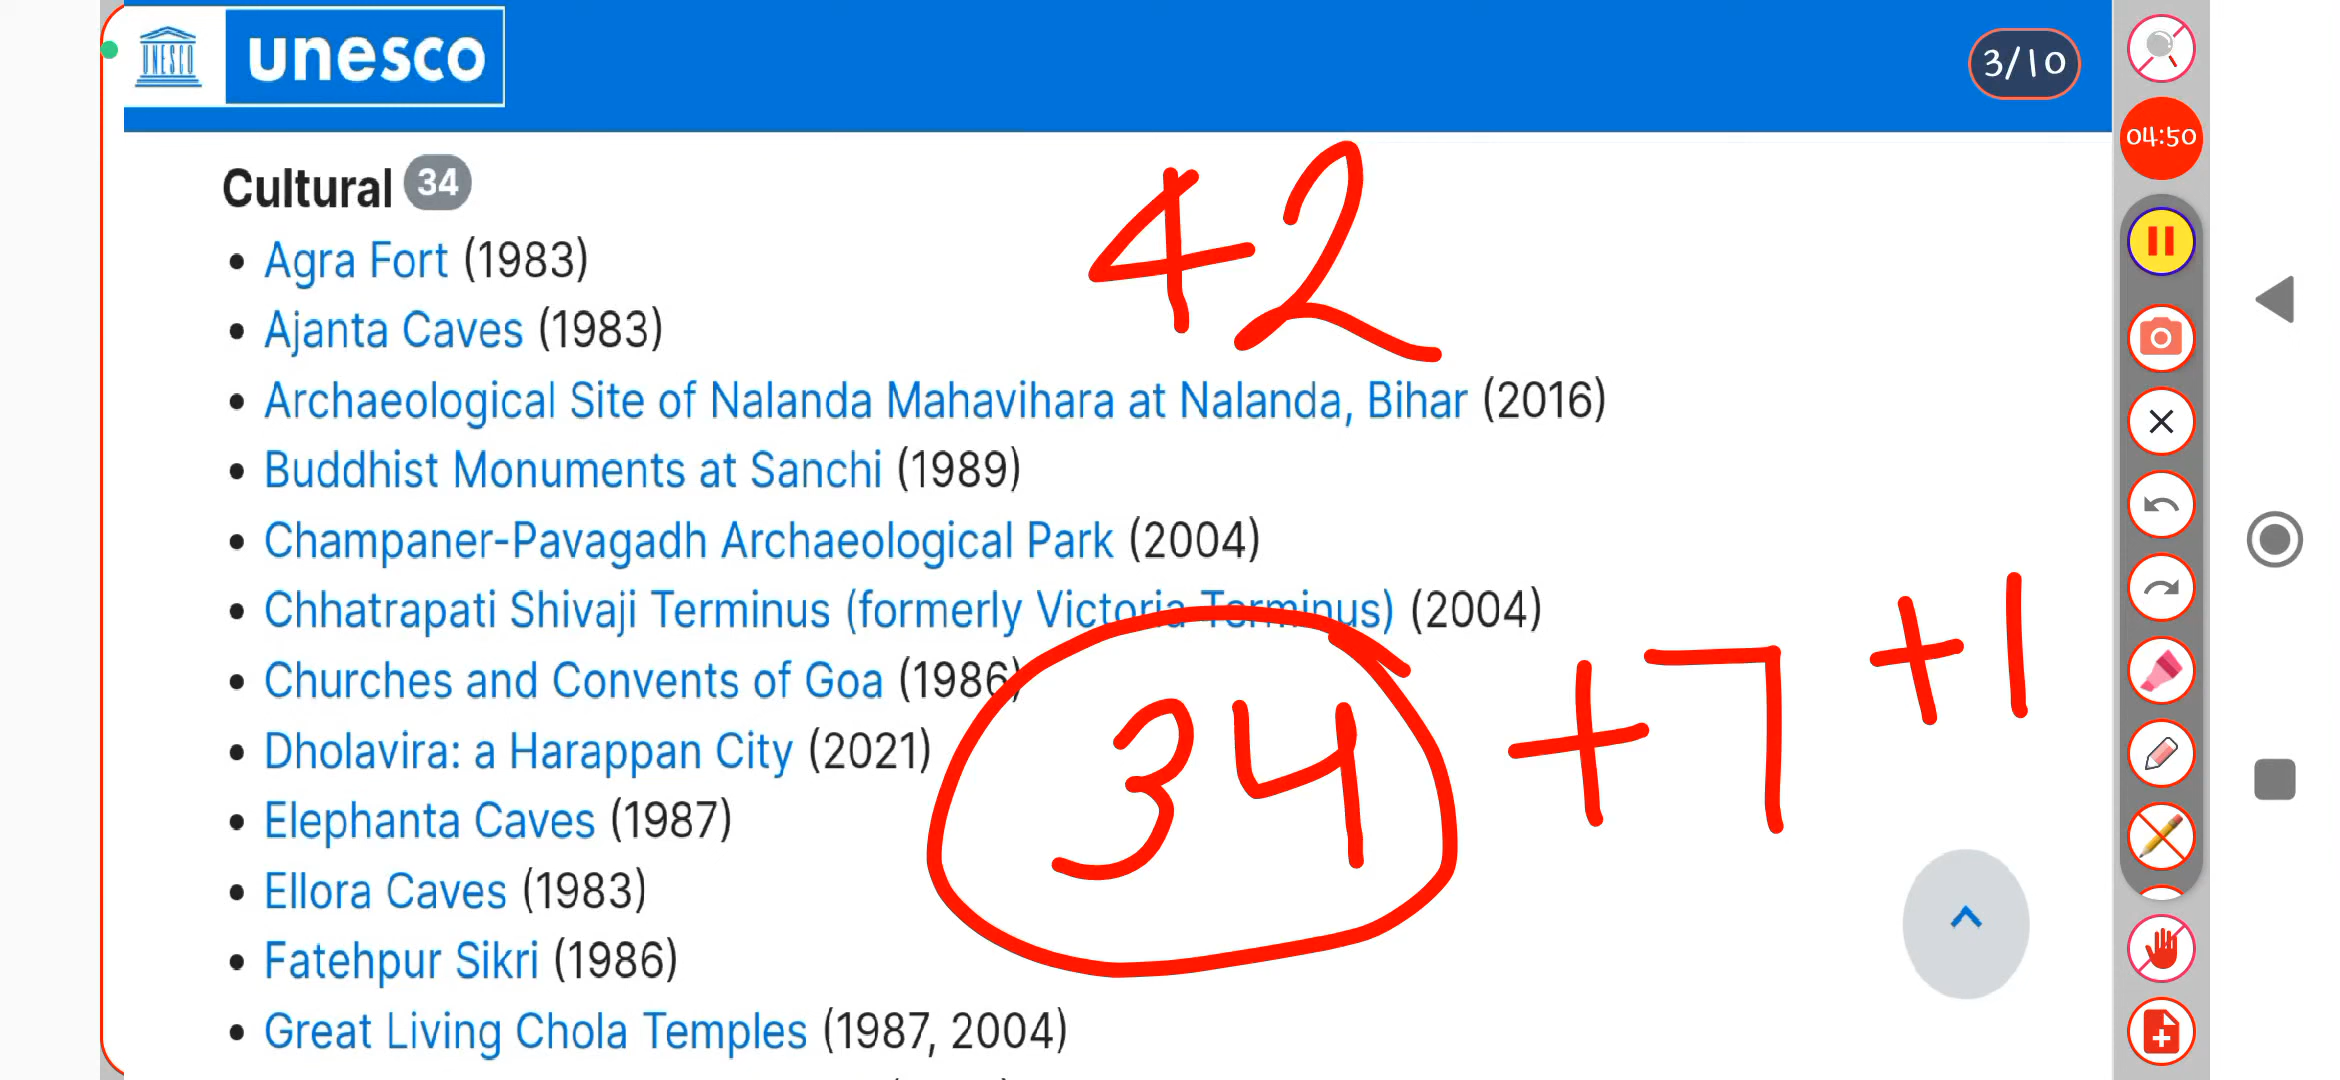 UNESCO
unesco
3/10
04:50
Cultural 34
42
Agra Fort (1983)
Ajanta Caves (1983)
Archaeological Site of Nalanda Mahavihara at Nalanda, Bihar (2016)
Buddhist Monuments at Sanchi (1989)
Champaner-Pavagadh Archaeological Park (2004)
Chhatrapati Shivaji Terminus (formerly Victoria Terminus) (2004)
Churches and Convents of Goa (1986)
34 +7 +1
Dholavira: a Harappan City (2021)
Elephanta Caves (1987)
Ellora Caves (1983)
Fatehpur Sikri (1986)
Great Living Chola Temples (1987, 2004)